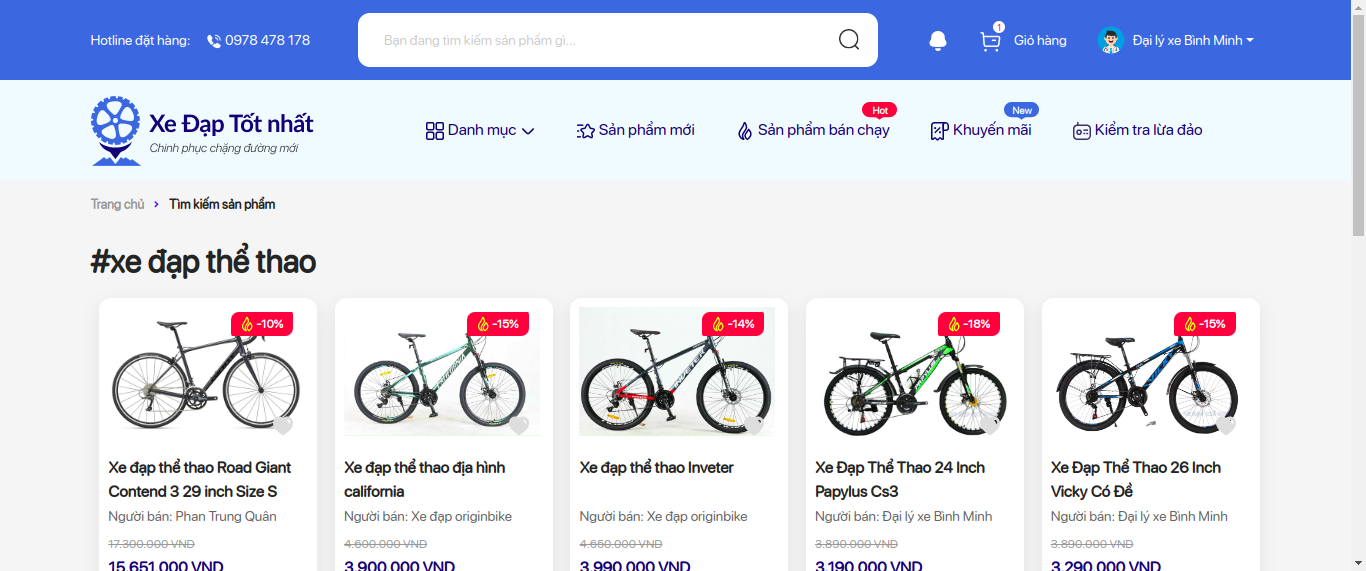 Hotline đặt hàng: 0978 478 178
Bạn đang tìm kiếm sản phẩm gì...
1
Giỏ hàng
Đại lý xe Bình Minh
Xe Đạp Tốt nhất
Chinh phục chặng đường mới
Danh mục
Sản phẩm mới
Hot
Sản phẩm bán chạy
New
Khuyến mãi
Kiểm tra lừa đảo
Trang chủ > Tìm kiếm sản phẩm
#xe đạp thể thao
-10%
-15%
-14%
-18%
-15%
INVETER
Xe đạp thể thao Road Giant
Contend 3 29 inch Size S
Người bán: Phan Trung Quân
17.300.000 VND
15.651.000 VND
Xe đạp thể thao địa hình
california
Người bán: Xe đạp originbike
4.600.000 VND
3.900.000 VND
Xe đạp thể thao Inveter
Người bán: Xe đạp originbike
4.650.000 VND
3.990.000 VND
Xe Đạp Thể Thao 24 Inch
Papylus Cs3
Người bán: Đại lý xe Bình Minh
3.890.000 VND
3.190.000 VND
Xe Đạp Thể Thao 26 Inch
Vicky Có Đề
Người bán: Đại lý xe Bình Minh
3.890.000 VND
3.290.000 VND